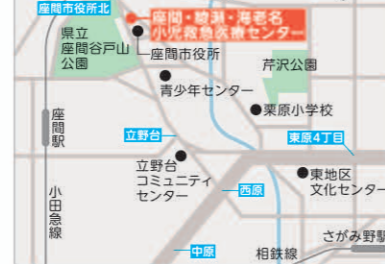 座間市役所北
座間・綾瀬・海老名
小児救急医療センター
県立
座間谷戸山
公園
座間市役所
芹沢公園
青少年センター
栗原小学校
座間駅
立野台
東原4丁目
立野台
コミュニティ
センター
東地区
文化センター
西原
小田急線
中原
さがみ野駅
相鉄線